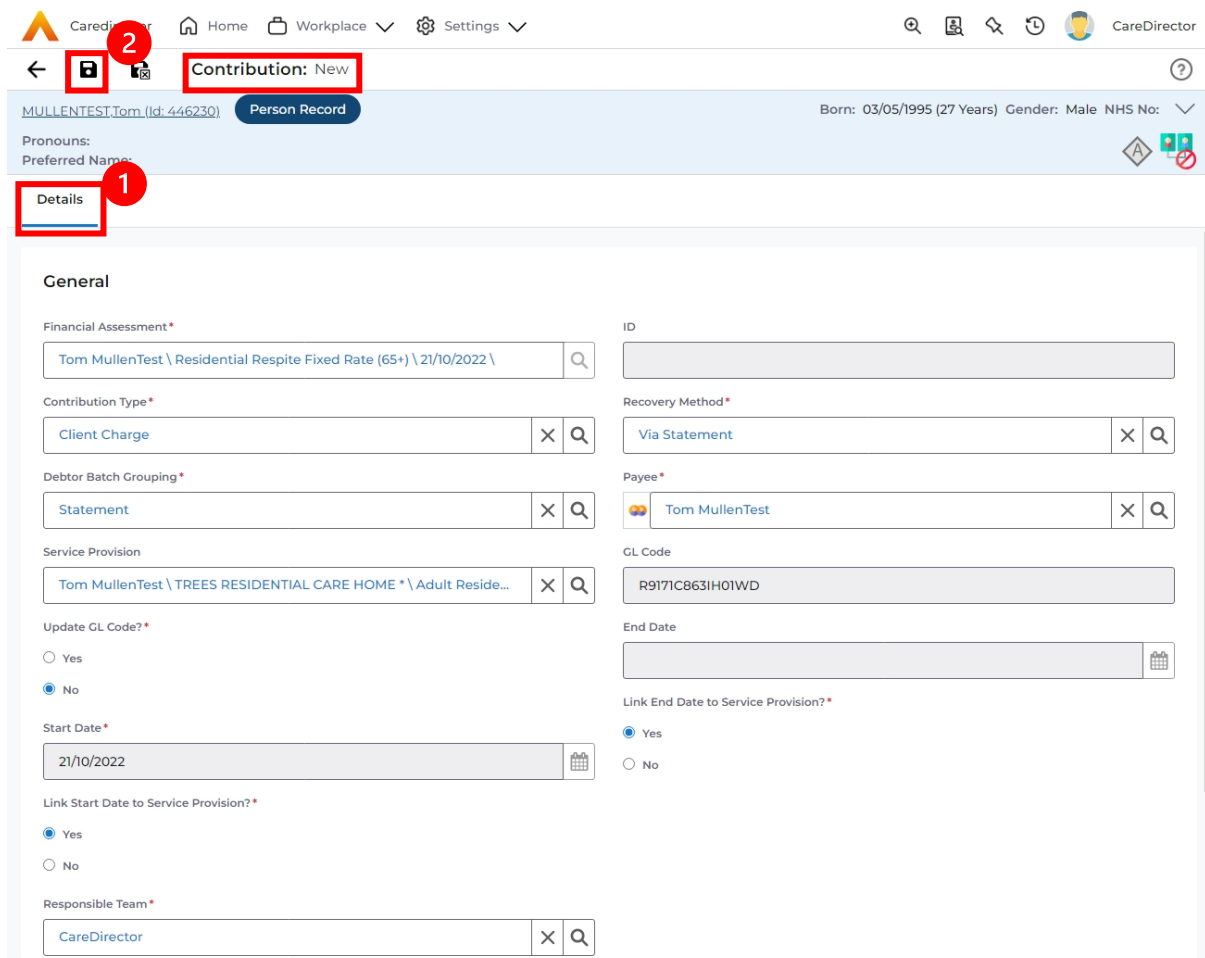 Home Workplace Settings CareDirector
2
Contribution: New
MULLENTEST,Tom (Id: 446230) Person Record Born: 03/05/1995 (27 Years) Gender: Male NHS No:
Pronouns:
Preferred Name:
A
1
Details
General
Financial Assessment* ID
Tom MullenTest \ Residential Respite Fixed Rate (65+) \ 21/10/2022 \
Contribution Type* Recovery Method*
Client Charge Via Statement
Debtor Batch Grouping* Payee*
Statement Tom MullenTest
Service Provision GL Code
Tom MullenTest \ TREES RESIDENTIAL CARE HOME * \ Adult Reside... R9171C863IH01WD
Update GL Code?* End Date
Yes
No
Link End Date to Service Provision?*
Start Date* Yes
21/10/2022 No
Link Start Date to Service Provision?*
Yes
No
Responsible Team*
CareDirector